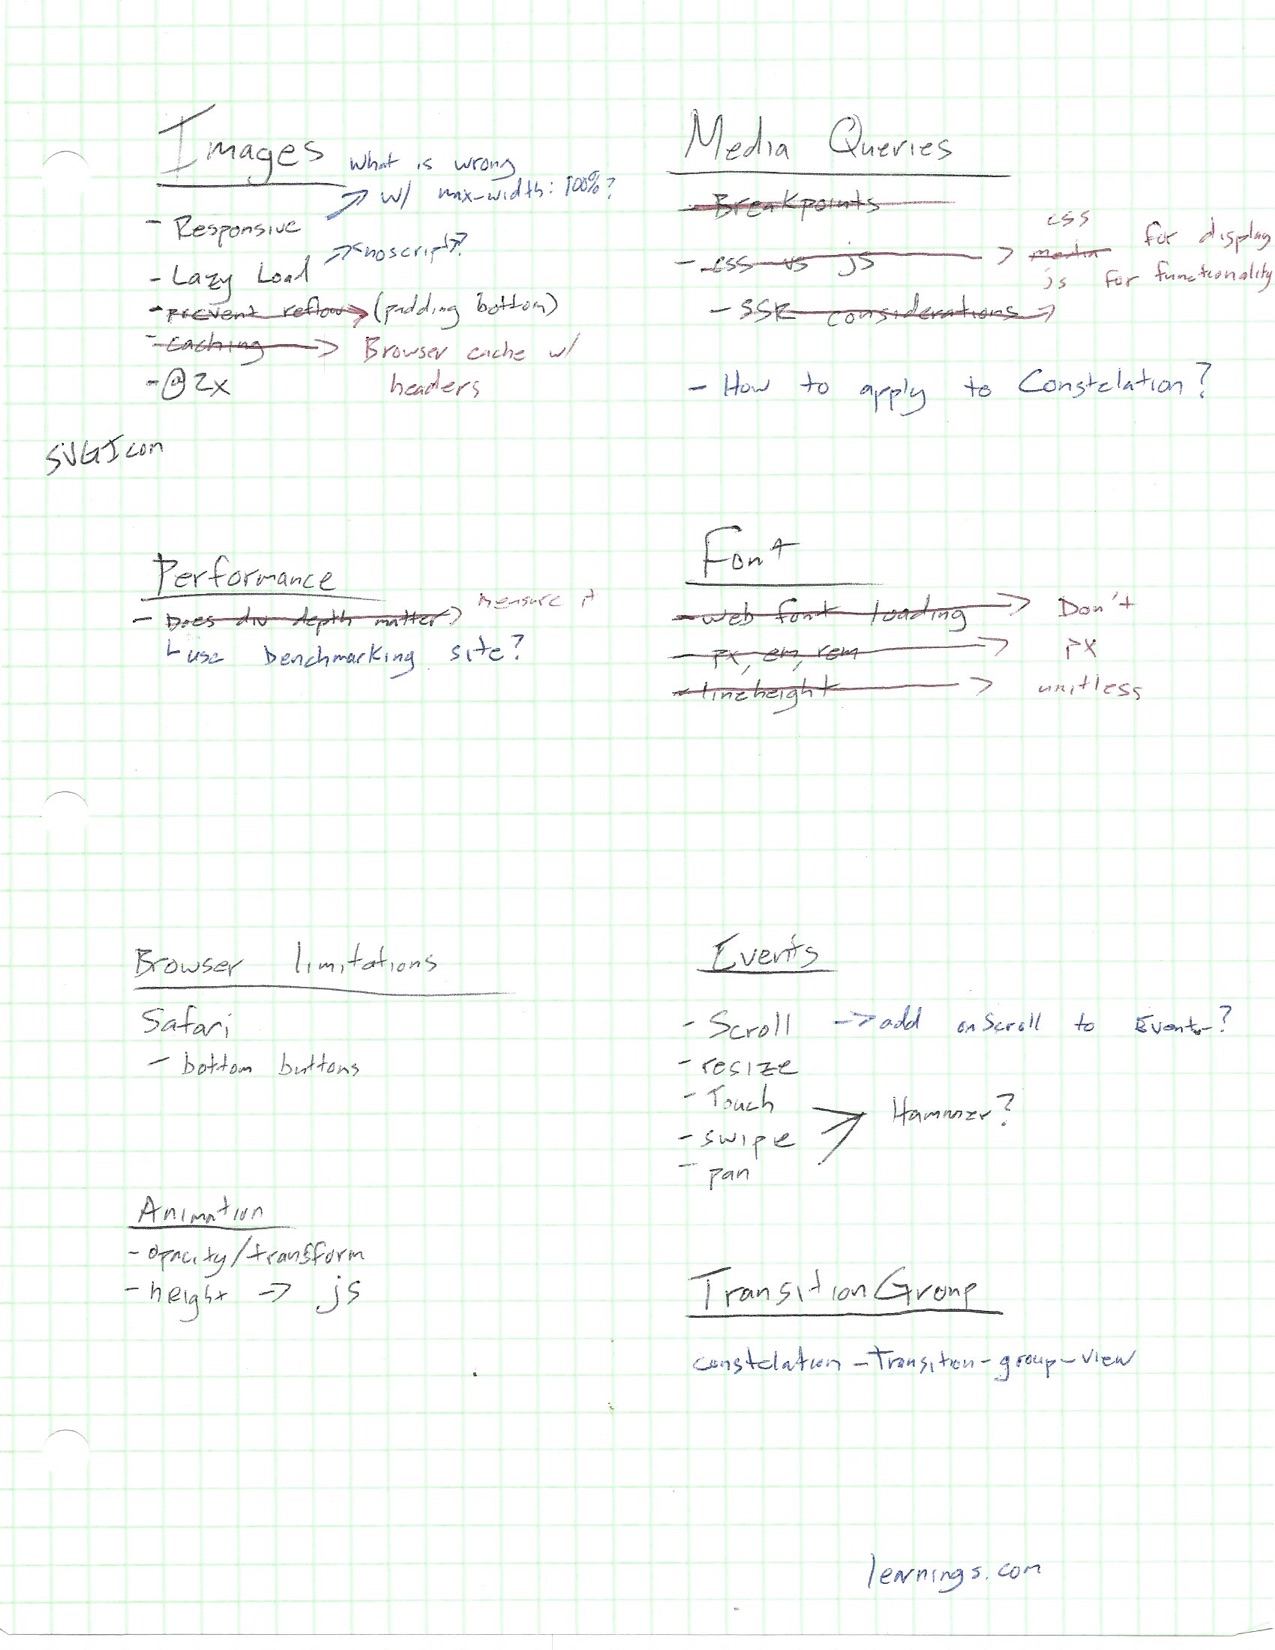 Images
what is wrong
w/ max-width: 100%?
- Responsive
- Lazy Load
<noscript>?
- prevent reflow (padding bottom)
- caching Browser cache w/
headers
- @2x
SVGIcon
Media Queries
- Breakpoints
- css vs js
css
media
for display
js for functionality
- SSR considerations
- How to apply to Constelation?
Performance
- Does div depth matter measure it
use benchmarking site?
Font
- web font loading Don't
- px, em, rem px
- lineheight unitless
Browser limitations
Safari
- bottom buttons
Events
- Scroll add onScroll to Event-?
- resize
- Touch
- swipe
- pan
Hammer?
Animation
- opacity/transform
- height -> js
TransitionGroup
constelation-Transition-group-view
learnings.com